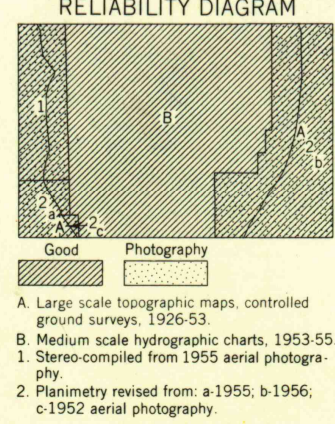 RELIABILITY DIAGRAM
1
B
A
2
b
2
a
A
2
c
Good Photography
A. Large scale topographic maps, controlled
ground surveys, 1926-53.
B. Medium scale hydrographic charts, 1953-55.
1. Stereo-compiled from 1955 aerial photogra-
phy.
2. Planimetry revised from: a-1955; b-1956;
c-1952 aerial photography.